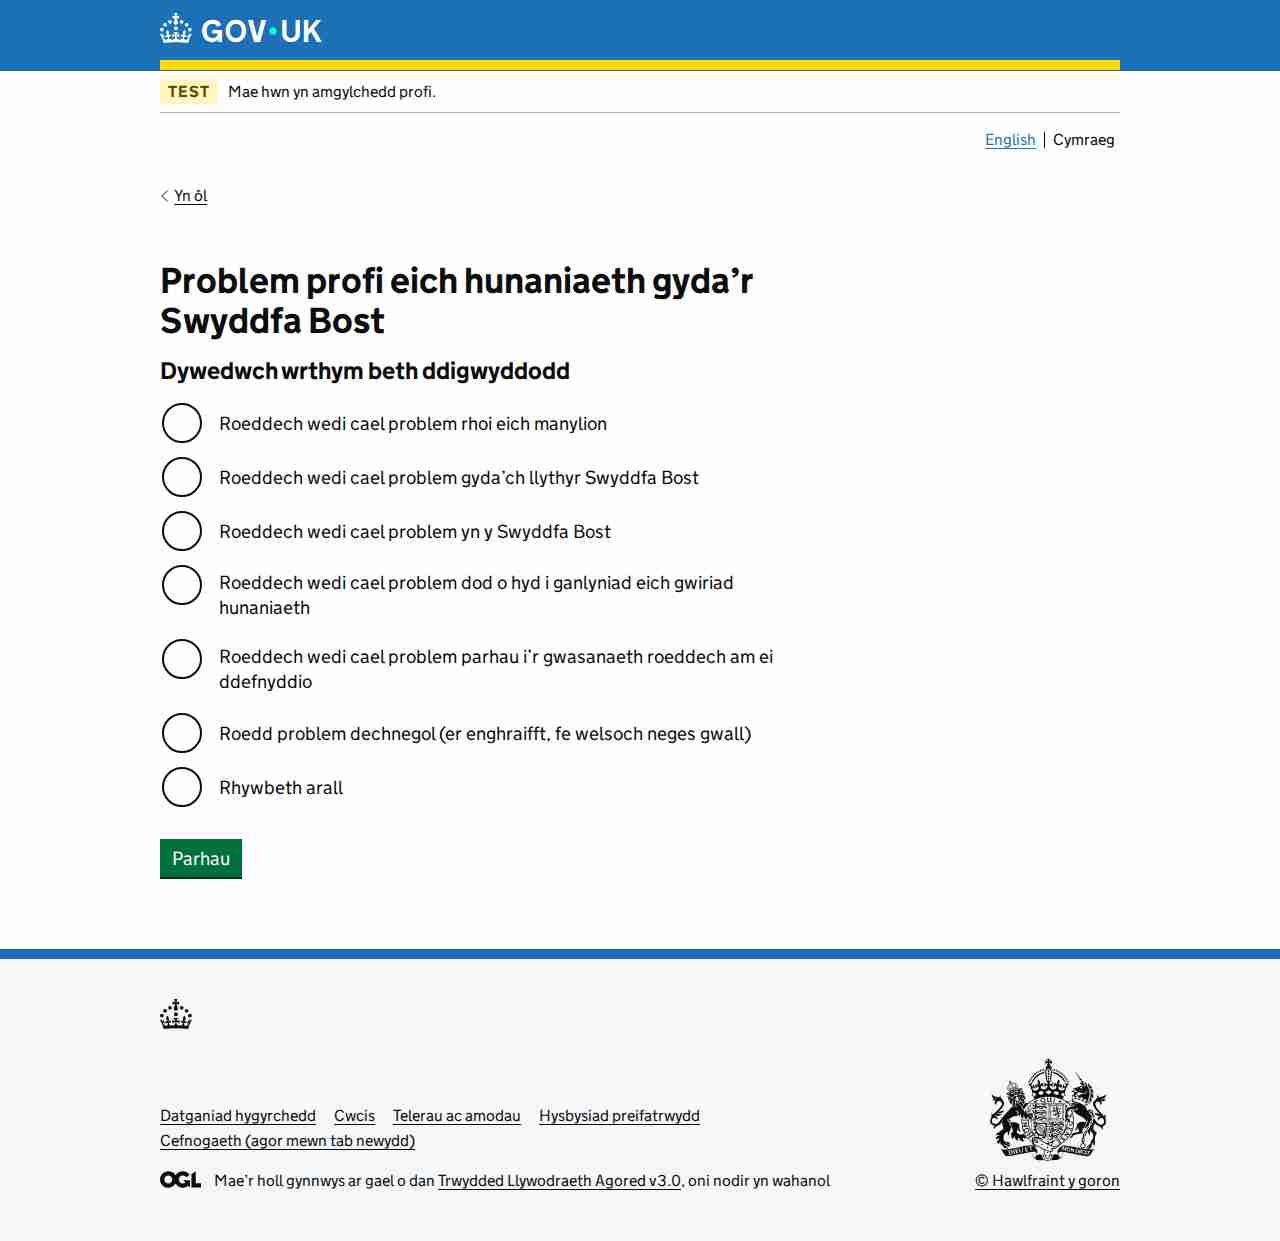 GOV·UK
TEST Mae hwn yn amgylchedd profi.
English | Cymraeg
Yn ôl
Problem profi eich hunaniaeth gyda’r
Swyddfa Bost
Dywedwch wrthym beth ddigwyddodd
Roeddech wedi cael problem rhoi eich manylion
Roeddech wedi cael problem gyda’ch llythyr Swyddfa Bost
Roeddech wedi cael problem yn y Swyddfa Bost
Roeddech wedi cael problem dod o hyd i ganlyniad eich gwiriad
hunaniaeth
Roeddech wedi cael problem parhau i’r gwasanaeth roeddech am ei
ddefnyddio
Roedd problem dechnegol (er enghraifft, fe welsoch neges gwall)
Rhywbeth arall
Parhau
Datganiad hygyrchedd Cwcis Telerau ac amodau Hysbysiad preifatrwydd
Cefnogaeth (agor mewn tab newydd)
OGL Mae’r holl gynnwys ar gael o dan Trwydded Llywodraeth Agored v3.0, oni nodir yn wahanol
© Hawlfraint y goron